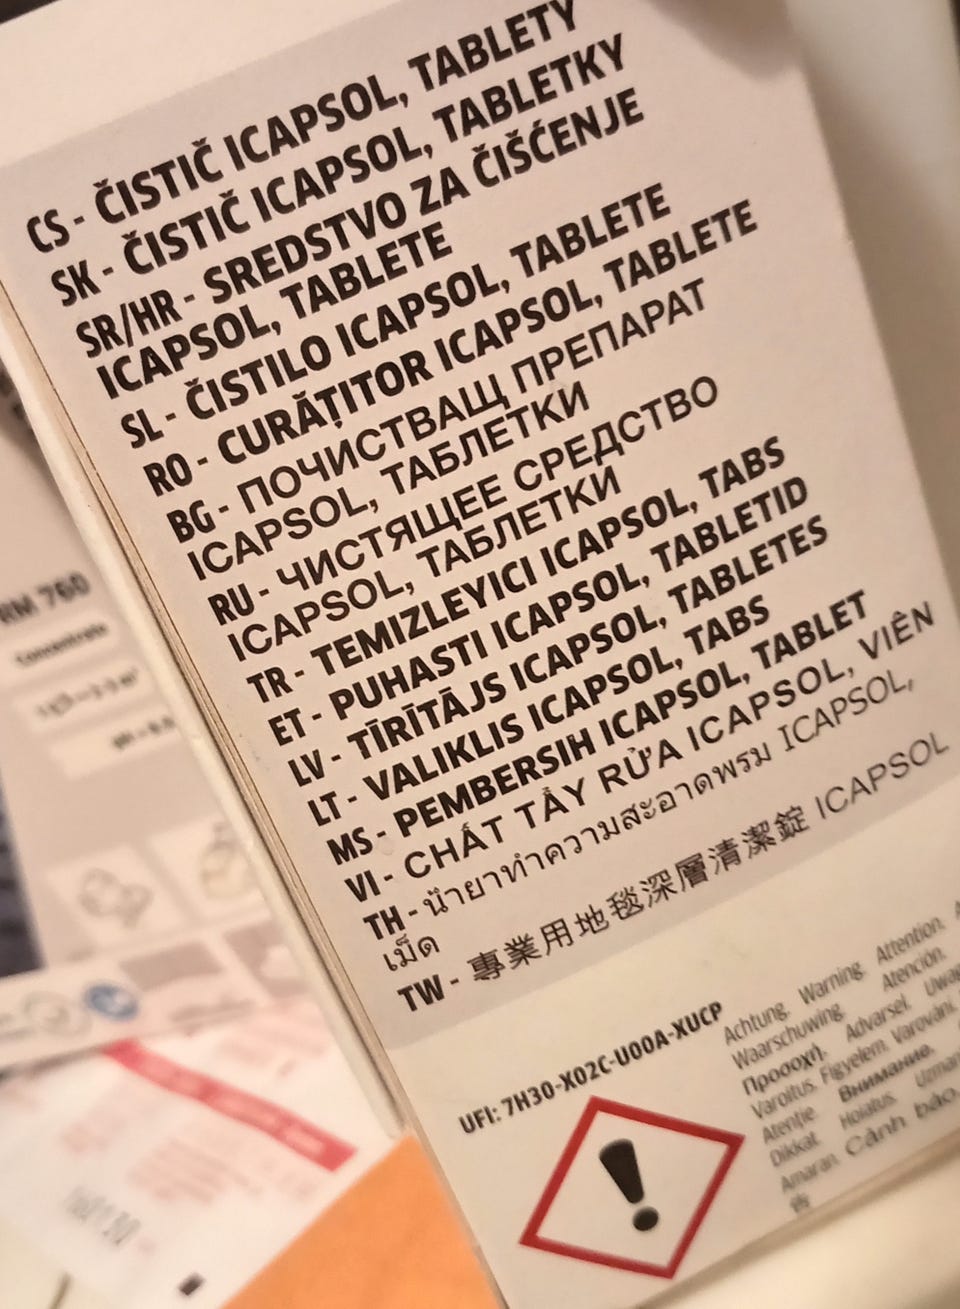 CS - ČISTIČ ICAPSOL, TABLETY
SK - ČISTIČ ICAPSOL, TABLETKY
SR/HR - SREDSTVO ZA ČIŠĆENJE
ICAPSOL, TABLETE
SL - ČISTILO ICAPSOL, TABLETE
RO - CURĂȚITOR ICAPSOL, TABLETE
BG - ПОЧИСТВАЩ ПРЕПАРАТ
ICAPSOL, ТАБЛЕТКИ
RU - ЧИСТЯЩЕЕ СРЕДСТВО
ICAPSOL, ТАБЛЕТКИ
TR - TEMIZLEYICI ICAPSOL, TABS
ET - PUHASTI ICAPSOL, TABLETID
LV - TĪRĪTĀJS ICAPSOL, TABLETES
LT - VALIKLIS ICAPSOL, TABS
MS - PEMBERSIH ICAPSOL, TABLET
VI - CHẤT TẨY RỬA ICAPSOL, VIÊN
TH - น้ำยาทำความสะอาดพรม ICAPSOL,
เม็ด
TW - 專業用地毯深層清潔錠 ICAPSOL
UFI: 7H30-X02C-U00A-XUCP
Achtung. Warning. Attention.
Waarschuwing. Atención.
Προσοχή. Advarsel.
Varoitus. Figyelem. Varování.
Atenție. Внимание.
Dikkat. Hoiatus.
Amaran. Cảnh báo.
RM 760
Concentrate